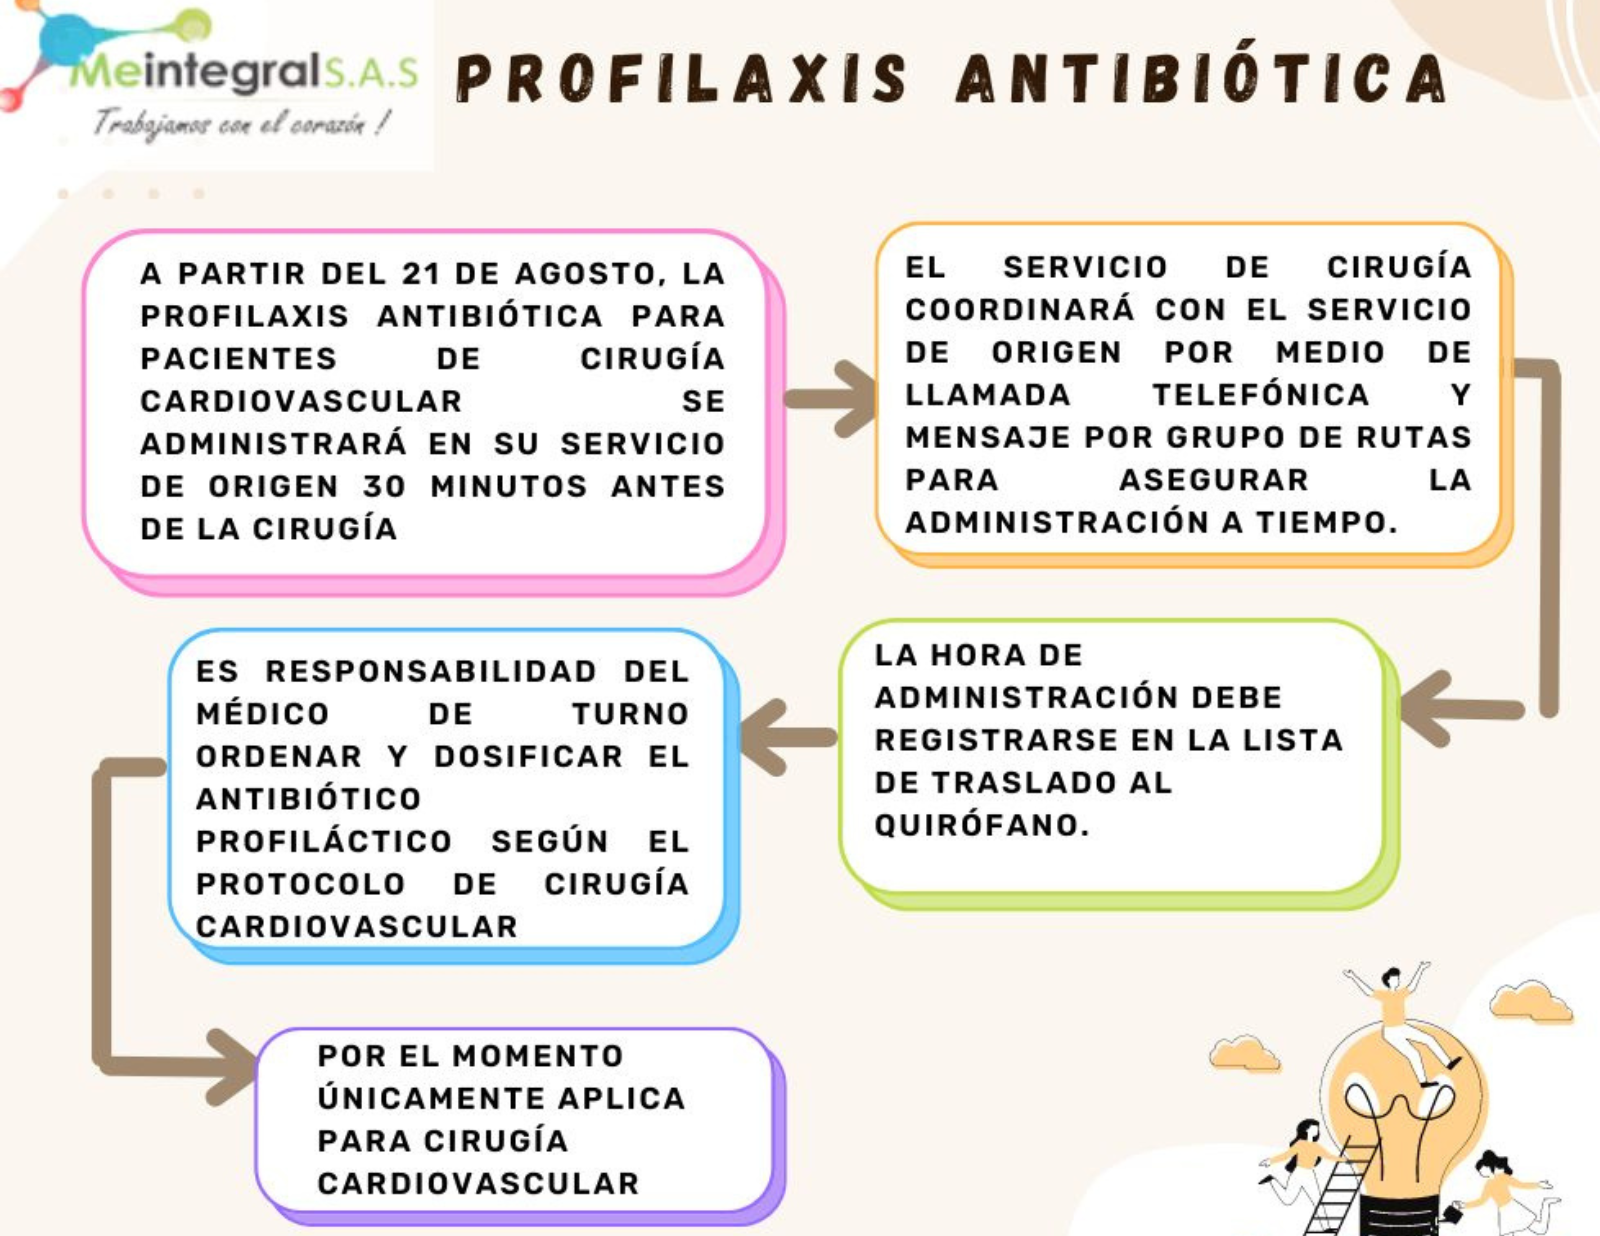 Meintegral S.A.S
Trabajamos con el corazón !
PROFILAXIS ANTIBIÓTICA
A PARTIR DEL 21 DE AGOSTO, LA
PROFILAXIS ANTIBIÓTICA PARA
PACIENTES DE CIRUGÍA
CARDIOVASCULAR SE
ADMINISTRARÁ EN SU SERVICIO
DE ORIGEN 30 MINUTOS ANTES
DE LA CIRUGÍA
EL SERVICIO DE CIRUGÍA
COORDINARÁ CON EL SERVICIO
DE ORIGEN POR MEDIO DE
LLAMADA TELEFÓNICA Y
MENSAJE POR GRUPO DE RUTAS
PARA ASEGURAR LA
ADMINISTRACIÓN A TIEMPO.
LA HORA DE
ADMINISTRACIÓN DEBE
REGISTRARSE EN LA LISTA
DE TRASLADO AL
QUIRÓFANO.
ES RESPONSABILIDAD DEL
MÉDICO DE TURNO
ORDENAR Y DOSIFICAR EL
ANTIBIÓTICO
PROFILÁCTICO SEGÚN EL
PROTOCOLO DE CIRUGÍA
CARDIOVASCULAR
POR EL MOMENTO
ÚNICAMENTE APLICA
PARA CIRUGÍA
CARDIOVASCULAR